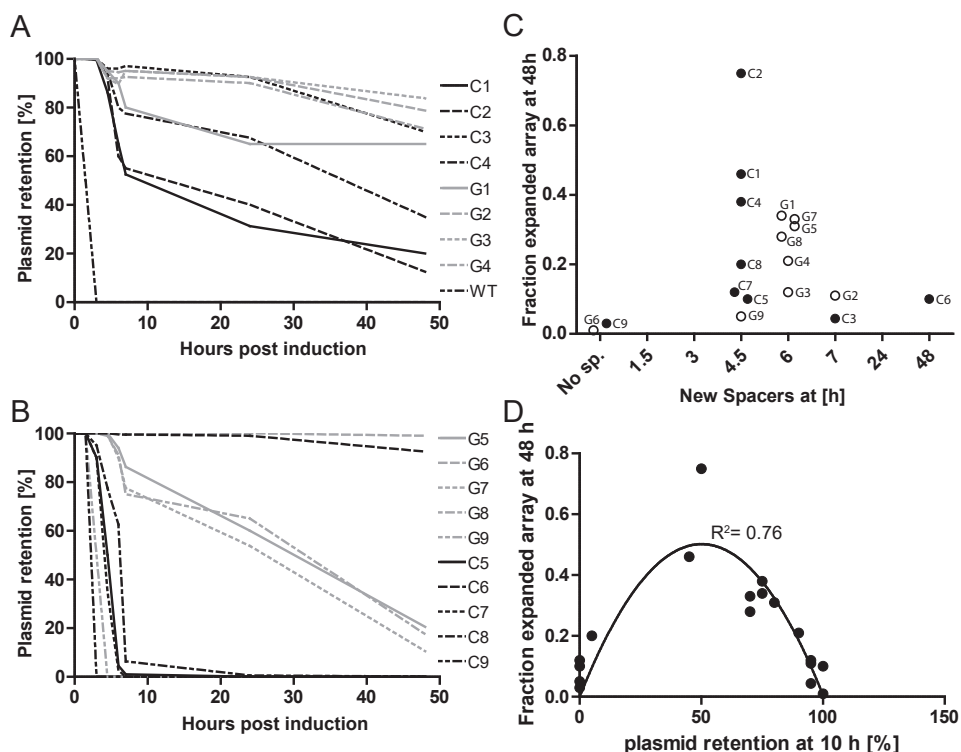 A
Plasmid retention [%]
100
80
60
40
20
0
0 10 20 30 40 50
Hours post induction
C1
C2
C3
C4
G1
G2
G3
G4
WT
B
Plasmid retention [%]
100
80
60
40
20
0
0 10 20 30 40 50
Hours post induction
G5
G6
G7
G8
G9
C5
C6
C7
C8
C9
C
Fraction expanded array at 48h
0.8
0.6
0.4
0.2
0.0
C2
C1
C4
G1
G7
G5
G8
C8
G4
C7
C5
G3
G2
C6
G9
C3
G6
C9
No sp. 1.5 3 4.5 6 7 24 48
New Spacers at [h]
D
Fraction expanded array at 48 h
0.8
0.6
0.4
0.2
0.0
R²= 0.76
0 50 100 150
plasmid retention at 10 h [%]